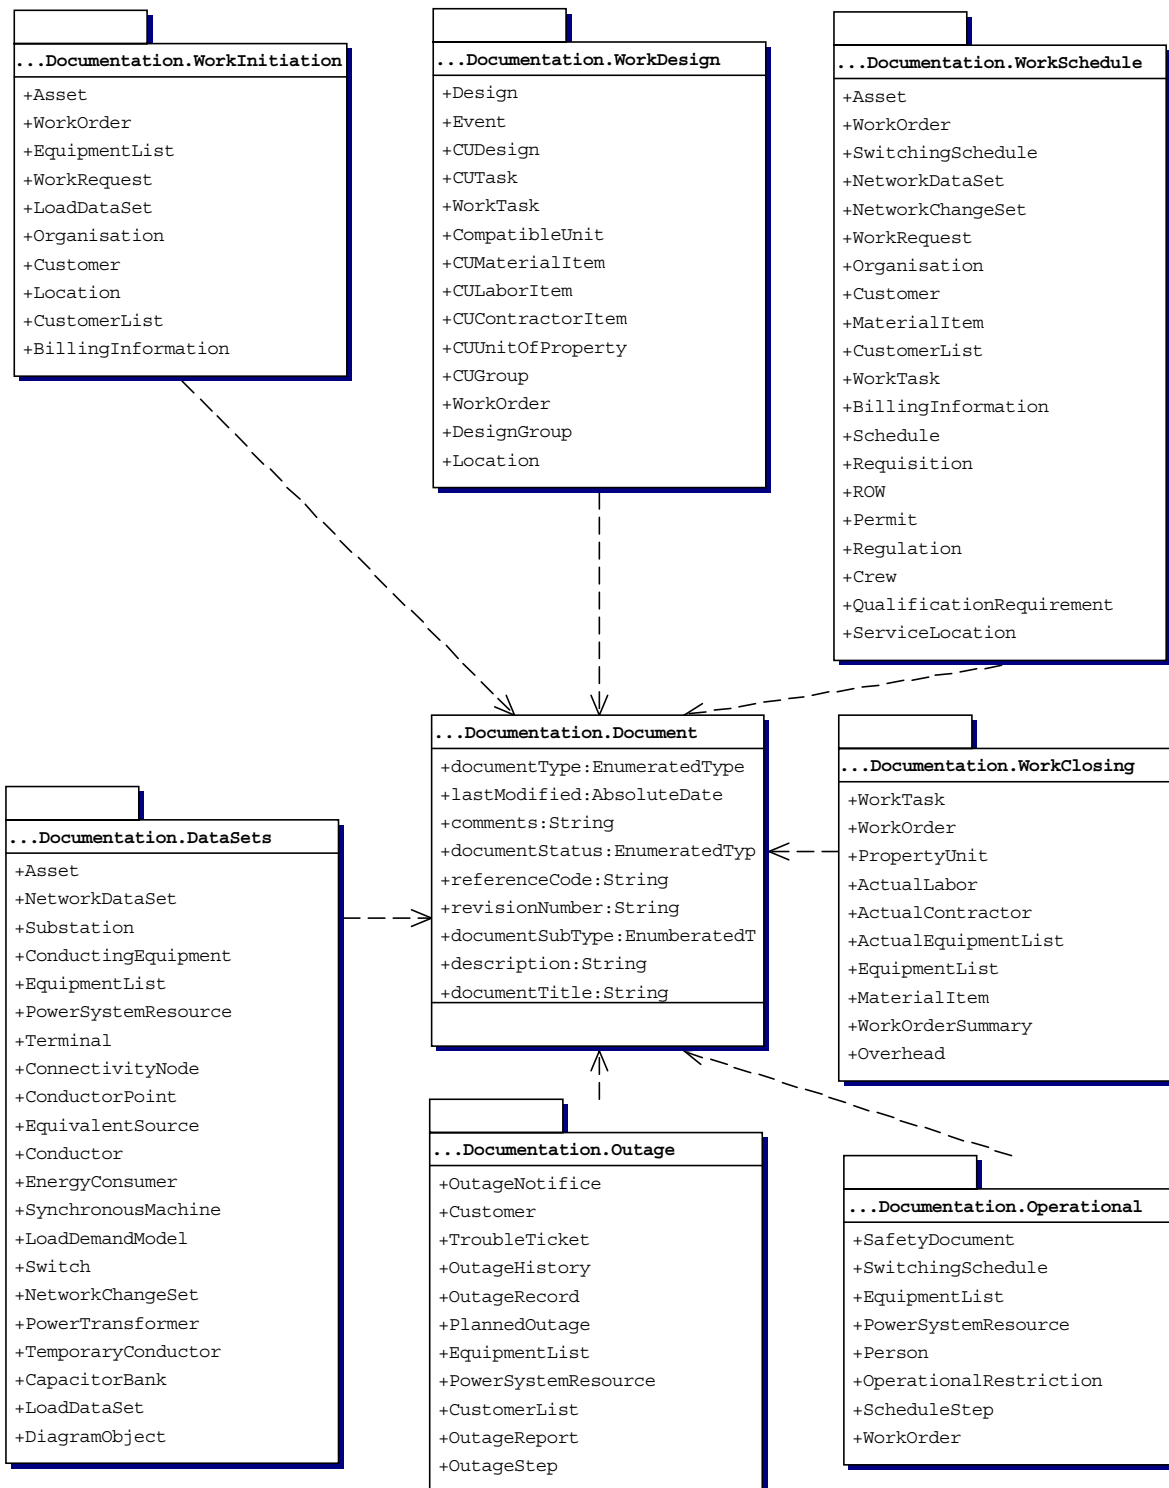 ...Documentation.WorkInitiation
+Asset
+WorkOrder
+EquipmentList
+WorkRequest
+LoadDataSet
+Organisation
+Customer
+Location
+CustomerList
+BillingInformation
...Documentation.WorkDesign
+Design
+Event
+CUDesign
+CUTask
+WorkTask
+CompatibleUnit
+CUMaterialItem
+CULaborItem
+CUContractorItem
+CUUnitOfProperty
+CUGroup
+WorkOrder
+DesignGroup
+Location
...Documentation.WorkSchedule
+Asset
+WorkOrder
+SwitchingSchedule
+NetworkDataSet
+NetworkChangeSet
+WorkRequest
+Organisation
+Customer
+MaterialItem
+CustomerList
+WorkTask
+BillingInformation
+Schedule
+Requisition
+ROW
+Permit
+Regulation
+Crew
+QualificationRequirement
+ServiceLocation
...Documentation.Document
+documentType:EnumeratedType
+lastModified:AbsoluteDate
+comments:String
+documentStatus:EnumeratedTyp
+referenceCode:String
+revisionNumber:String
+documentSubType:EnumberatedT
+description:String
+documentTitle:String
...Documentation.WorkClosing
+WorkTask
+WorkOrder
+PropertyUnit
+ActualLabor
+ActualContractor
+ActualEquipmentList
+EquipmentList
+MaterialItem
+WorkOrderSummary
+Overhead
...Documentation.DataSets
+Asset
+NetworkDataSet
+Substation
+ConductingEquipment
+EquipmentList
+PowerSystemResource
+Terminal
+ConnectivityNode
+ConductorPoint
+EquivalentSource
+Conductor
+EnergyConsumer
+SynchronousMachine
+LoadDemandModel
+Switch
+NetworkChangeSet
+PowerTransformer
+TemporaryConductor
+CapacitorBank
+LoadDataSet
+DiagramObject
...Documentation.Outage
+OutageNotifice
+Customer
+TroubleTicket
+OutageHistory
+OutageRecord
+PlannedOutage
+EquipmentList
+PowerSystemResource
+CustomerList
+OutageReport
+OutageStep
...Documentation.Operational
+SafetyDocument
+SwitchingSchedule
+EquipmentList
+PowerSystemResource
+Person
+OperationalRestriction
+ScheduleStep
+WorkOrder